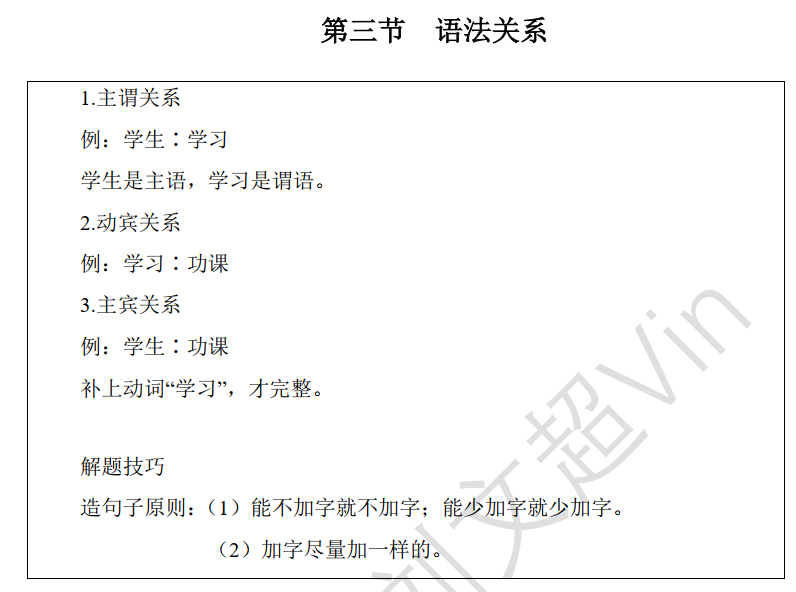 第三节 语法关系
1.主谓关系
例：学生∶学习
学生是主语，学习是谓语。
2.动宾关系
例：学习∶功课
3.主宾关系
例：学生∶功课
补上动词“学习”，才完整。
解题技巧
造句子原则：（1）能不加字就不加字；能少加字就少加字。
（2）加字尽量加一样的。
刘文超Vin